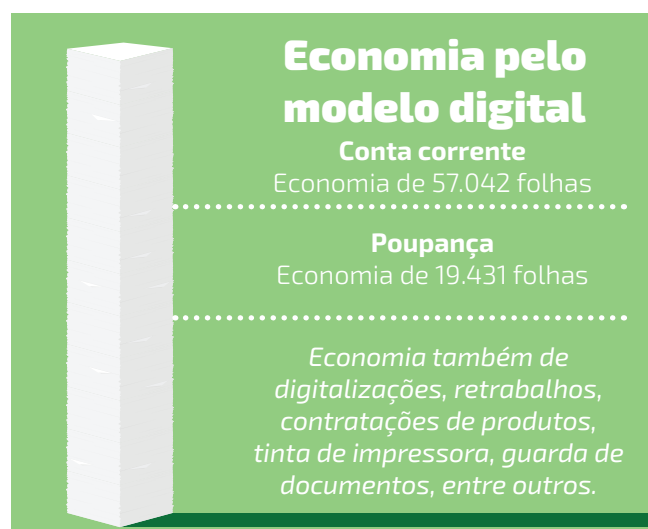 Economia pelo
modelo digital
Conta corrente
Economia de 57.042 folhas
Poupança
Economia de 19.431 folhas
Economia também de
digitalizações, retrabalhos,
contratações de produtos,
tinta de impressora, guarda de
documentos, entre outros.